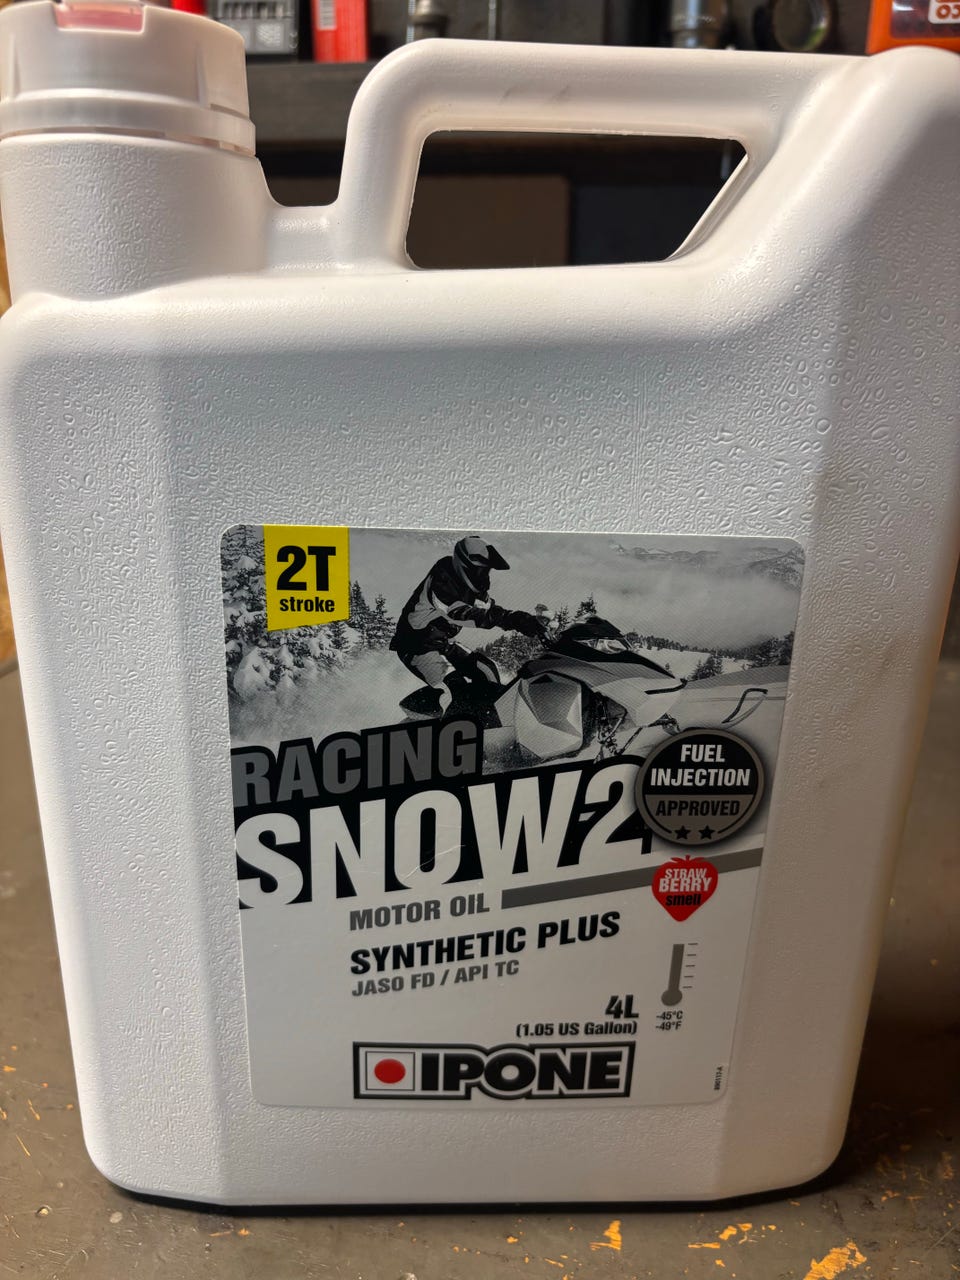 2T
stroke
RACING
SNOW-2
FUEL
INJECTION
APPROVED
STRAW
BERRY
smell
MOTOR OIL
SYNTHETIC PLUS
JASO FD / API TC
4L
(1.05 US Gallon)
-45°C
-49°F
IPONE